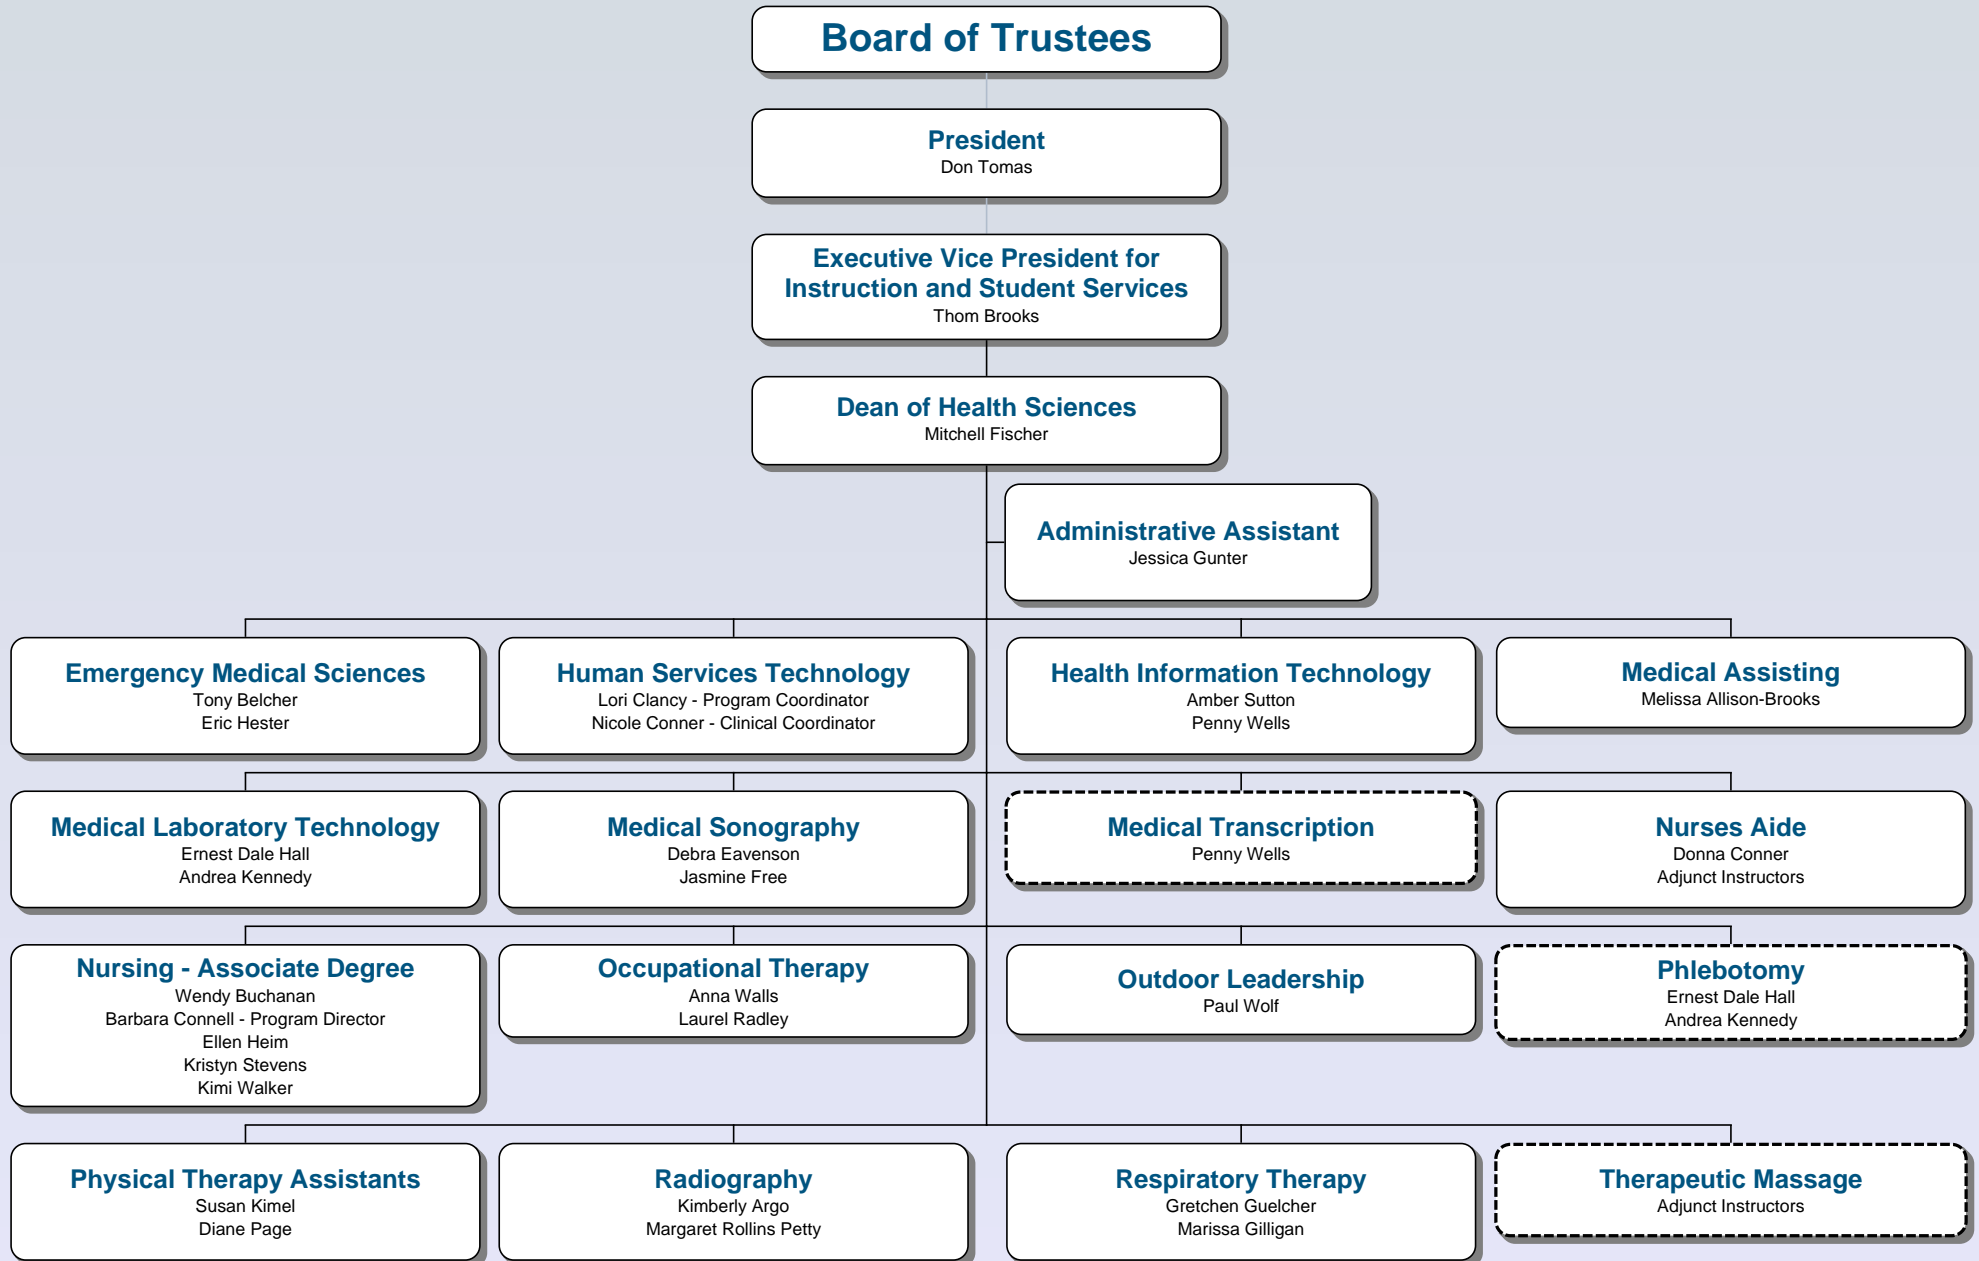 Board of Trustees
President
Don Tomas
Executive Vice President for
Instruction and Student Services
Thom Brooks
Dean of Health Sciences
Mitchell Fischer
Administrative Assistant
Jessica Gunter
Emergency Medical Sciences
Tony Belcher
Eric Hester
Human Services Technology
Lori Clancy - Program Coordinator
Nicole Conner - Clinical Coordinator
Health Information Technology
Amber Sutton
Penny Wells
Medical Assisting
Melissa Allison-Brooks
Medical Laboratory Technology
Ernest Dale Hall
Andrea Kennedy
Medical Sonography
Debra Eavenson
Jasmine Free
Medical Transcription
Penny Wells
Nurses Aide
Donna Conner
Adjunct Instructors
Nursing - Associate Degree
Wendy Buchanan
Barbara Connell - Program Director
Ellen Heim
Kristyn Stevens
Kimi Walker
Occupational Therapy
Anna Walls
Laurel Radley
Outdoor Leadership
Paul Wolf
Phlebotomy
Ernest Dale Hall
Andrea Kennedy
Physical Therapy Assistants
Susan Kimel
Diane Page
Radiography
Kimberly Argo
Margaret Rollins Petty
Respiratory Therapy
Gretchen Guelcher
Marissa Gilligan
Therapeutic Massage
Adjunct Instructors